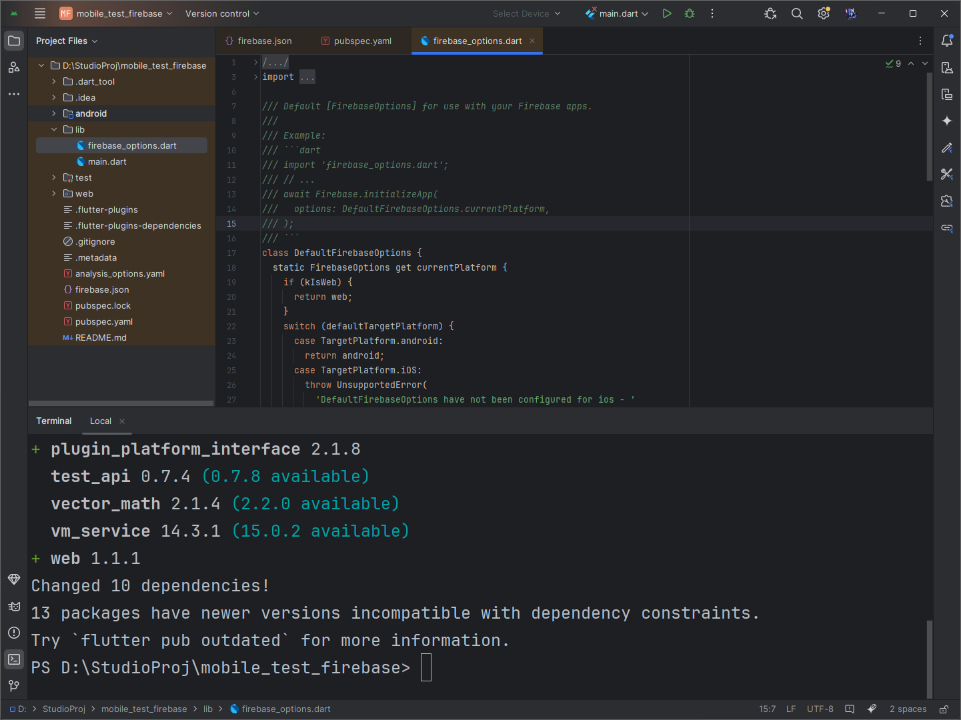 MF mobile_test_firebase Version control Select Device main.dart
Project Files
firebase.json pubspec.yaml firebase_options.dart
D:\StudioProj\mobile_test_firebase
.dart_tool
.idea
android
lib
firebase_options.dart
main.dart
test
web
.flutter-plugins
.flutter-plugins-dependencies
.gitignore
.metadata
analysis_options.yaml
firebase.json
pubspec.lock
pubspec.yaml
README.md
9
1 /.../
3 import ...
6
7 /// Default [FirebaseOptions] for use with your Firebase apps.
8 ///
9 /// Example:
10 /// ```dart
11 /// import 'firebase_options.dart';
12 /// // ...
13 /// await Firebase.initializeApp(
14 ///   options: DefaultFirebaseOptions.currentPlatform,
15 /// );
16 /// ```
17 class DefaultFirebaseOptions {
18   static FirebaseOptions get currentPlatform {
19     if (kIsWeb) {
20       return web;
21     }
22     switch (defaultTargetPlatform) {
23       case TargetPlatform.android:
24         return android;
25       case TargetPlatform.iOS:
26         throw UnsupportedError(
27           'DefaultFirebaseOptions have not been configured for ios - '
Terminal Local
+ plugin_platform_interface 2.1.8
test_api 0.7.4 (0.7.8 available)
vector_math 2.1.4 (2.2.0 available)
vm_service 14.3.1 (15.0.2 available)
+ web 1.1.1
Changed 10 dependencies!
13 packages have newer versions incompatible with dependency constraints.
Try `flutter pub outdated` for more information.
PS D:\StudioProj\mobile_test_firebase>
D: > StudioProj > mobile_test_firebase > lib > firebase_options.dart 15:7 LF UTF-8 2 spaces